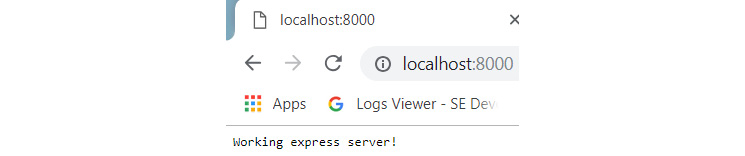 localhost:8000
localhost:8000
Apps Logs Viewer - SE Dev
Working express server!